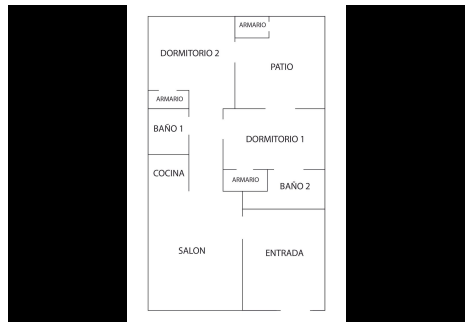 ARMARIO
DORMITORIO 2
PATIO
ARMARIO
BAÑO 1
DORMITORIO 1
COCINA
ARMARIO
BAÑO 2
SALON
ENTRADA